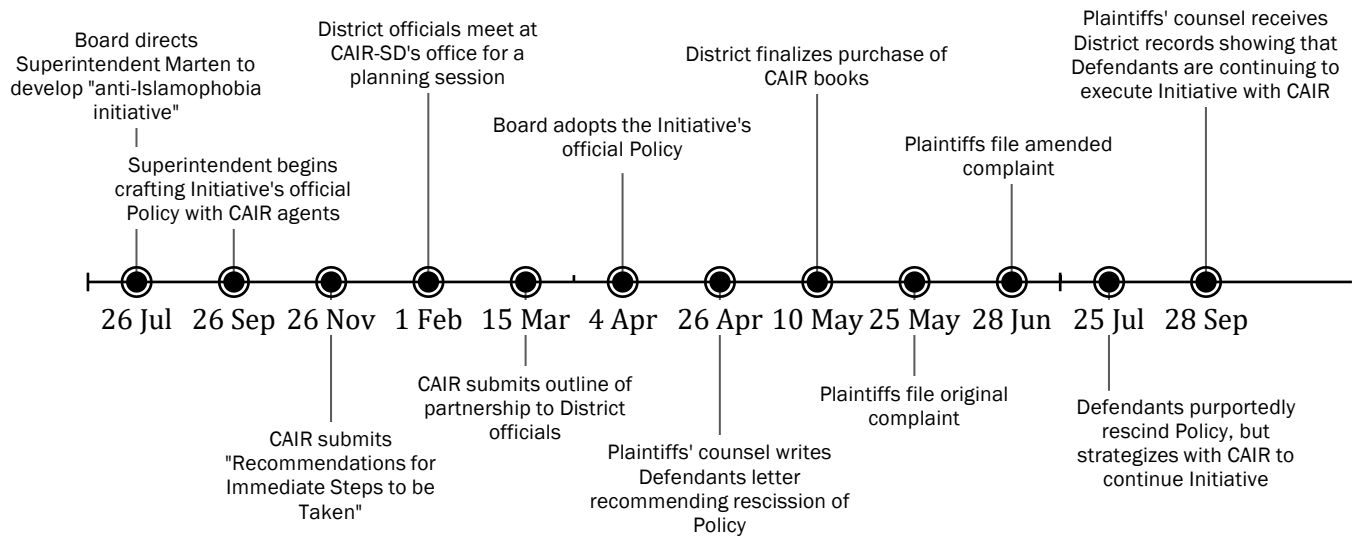 Board directs
Superintendent Marten to
develop "anti-Islamophobia
initiative"
Superintendent begins
crafting Initiative's official
Policy with CAIR agents
District officials meet at
CAIR-SD's office for a
planning session
Board adopts the Initiative's
official Policy
District finalizes purchase of
CAIR books
Plaintiffs file amended
complaint
Plaintiffs' counsel receives
District records showing that
Defendants are continuing to
execute Initiative with CAIR
26 Jul 26 Sep 26 Nov 1 Feb 15 Mar 4 Apr 26 Apr 10 May 25 May 28 Jun 25 Jul 28 Sep
CAIR submits
"Recommendations for
Immediate Steps to be
Taken"
CAIR submits outline of
partnership to District
officials
Plaintiffs' counsel writes
Defendants letter
recommending rescission of
Policy
Plaintiffs file original
complaint
Defendants purportedly
rescind Policy, but
strategizes with CAIR to
continue Initiative